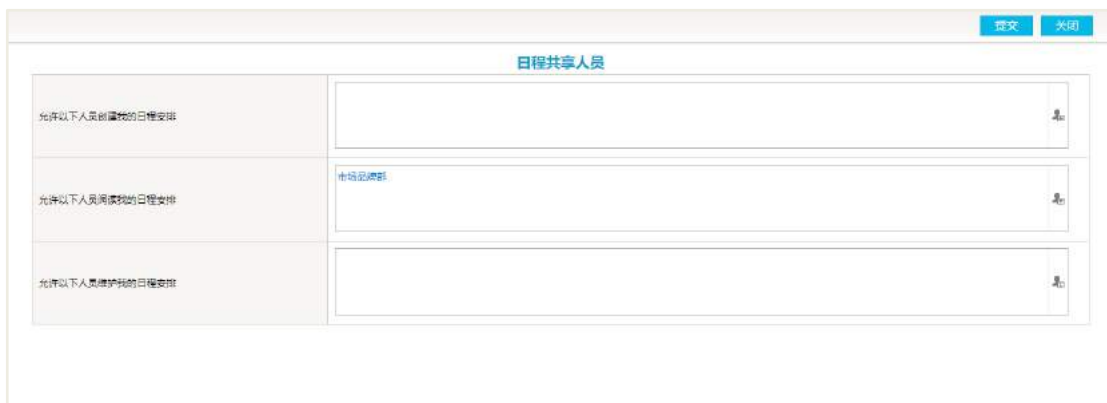 提交 关闭
日程共享人员
允许以下人员创建我的日程安排
市场品牌部
允许以下人员阅读我的日程安排
允许以下人员维护我的日程安排